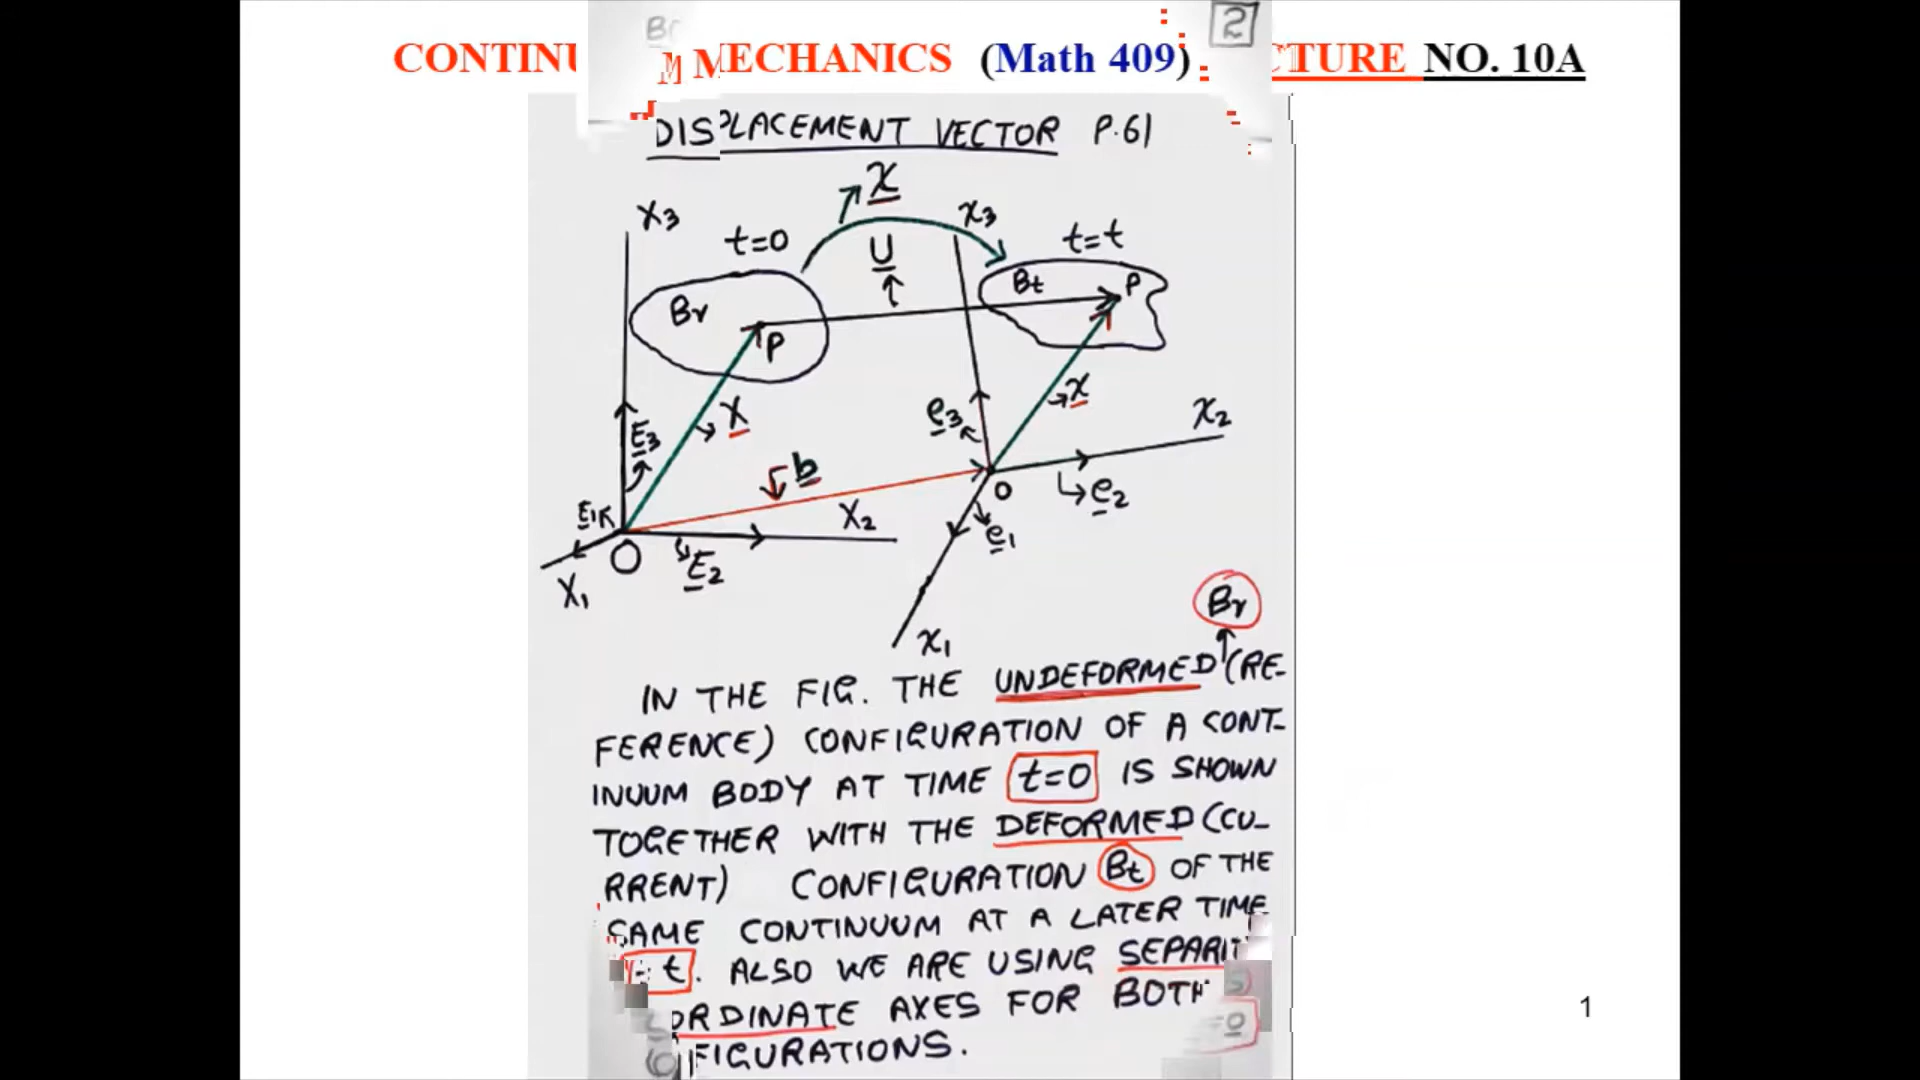 CONTINU M MECHANICS (Math 409) CTURE NO. 10A
2
DISPLACEMENT VECTOR P.61
X
X3 x3
t=0 U t=t
Br Bt P
P
E3 X e3 x x2
b
E1 X2 O e2
O E2 e1
X1
Br
x1
IN THE FIG. THE UNDEFORMED (RE-
FERENCE) CONFIGURATION OF A CONT-
INUUM BODY AT TIME t=0 IS SHOWN
TOGETHER WITH THE DEFORMED (CU-
RRENT) CONFIGURATION Bt OF THE
SAME CONTINUUM AT A LATER TIME
t. ALSO WE ARE USING SEPARIT
ORDINATE AXES FOR BOTH
FIGURATIONS.
1